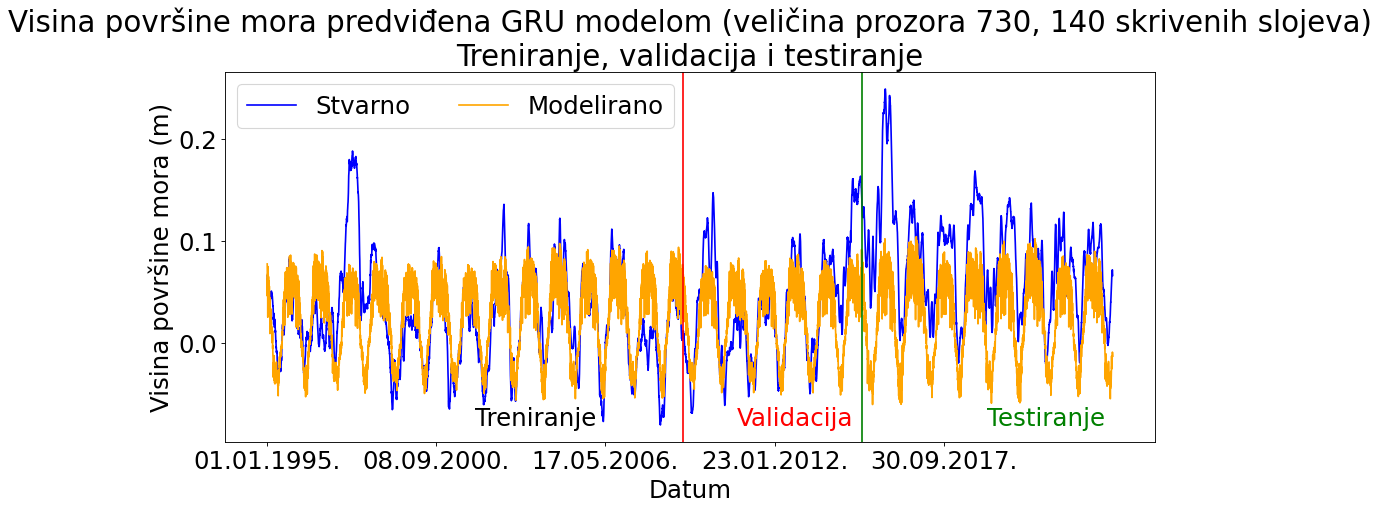 Visina površine mora predviđena GRU modelom (veličina prozora 730, 140 skrivenih slojeva)
Treniranje, validacija i testiranje
Stvarno
Modelirano
Visina površine mora (m)
0.2
0.1
0.0
Treniranje
Validacija
Testiranje
01.01.1995.
08.09.2000.
17.05.2006.
23.01.2012.
30.09.2017.
Datum